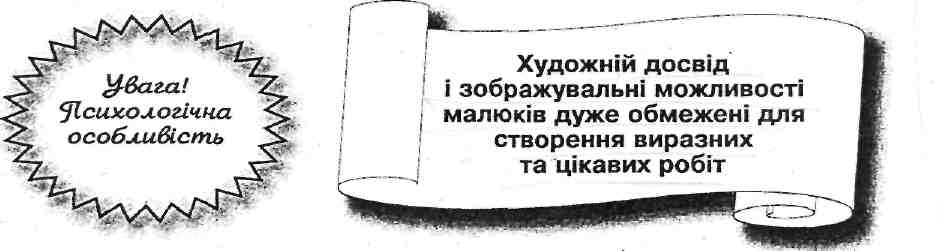 Увага!
Психологічна
особливість
Художній досвід
і зображувальні можливості
малюків дуже обмежені для
створення виразних
та цікавих робіт